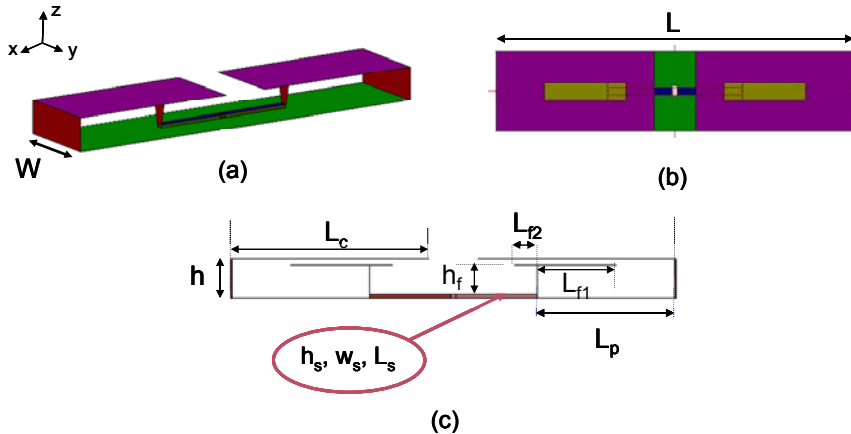 z
x
y
W
(a)
L
(b)
L_c
L_f2
h
h_f
L_f1
L_p
h_s, w_s, L_s
(c)